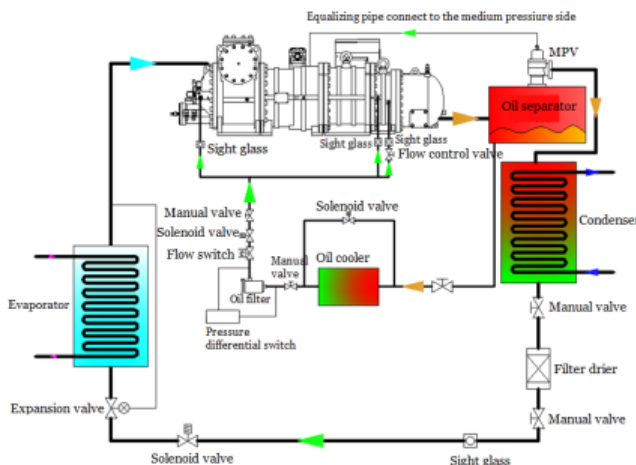 Equalizing pipe connect to the medium pressure side
MPV
Oil separator
Sight glass
Sight glass
Sight glass
Flow control valve
Manual valve
Solenoid valve
Flow switch
Solenoid valve
Manual
valve
Oil cooler
Oil filter
Pressure
differential switch
Condenser
Evaporator
Manual valve
Filter drier
Expansion valve
Manual valve
Solenoid valve
Sight glass